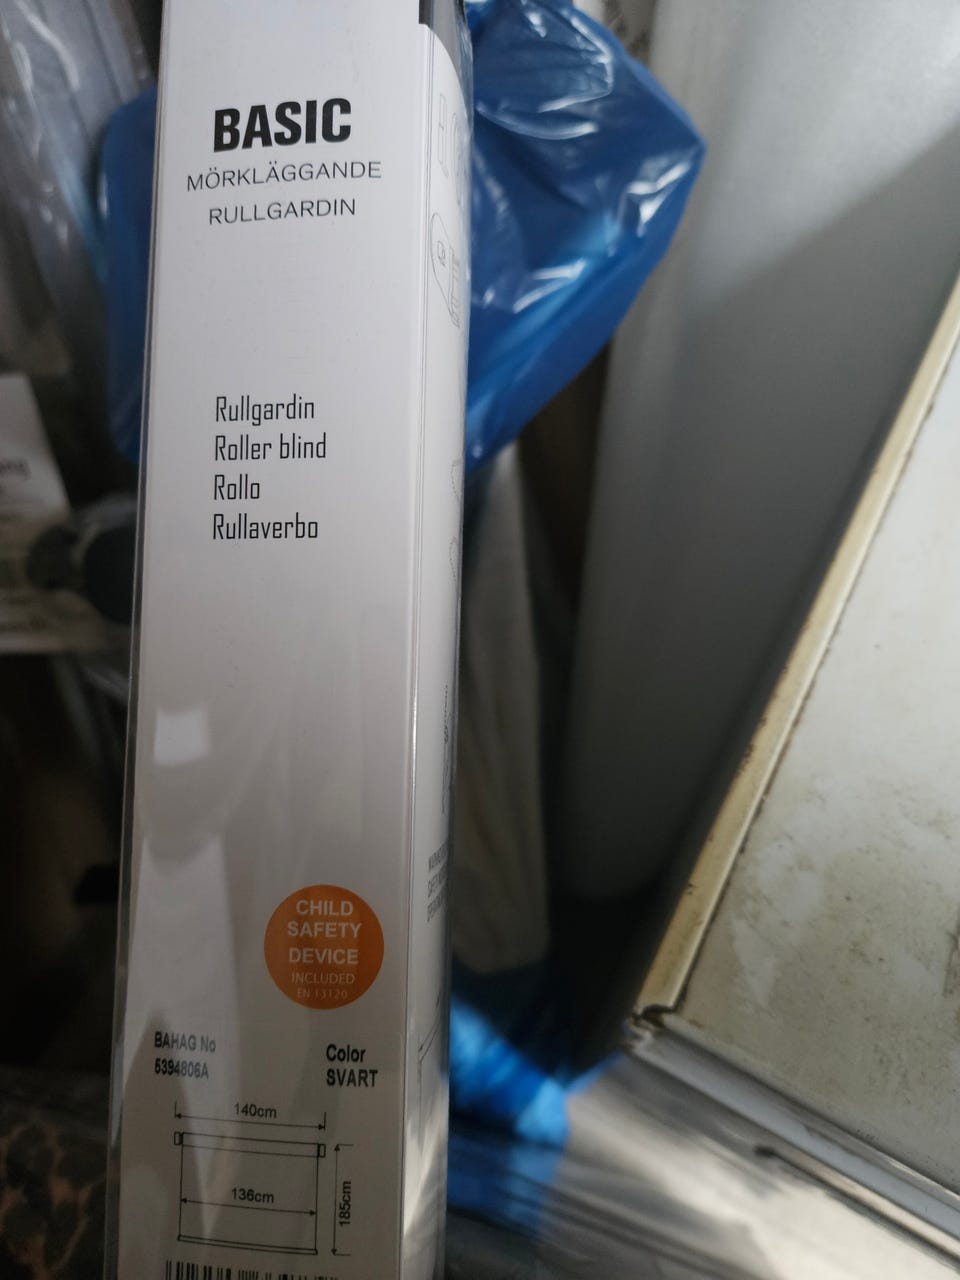 BASIC
MÖRKLÄGGANDE
RULLGARDIN
Rullgardin
Roller blind
Rollo
Rullaverbo
CHILD
SAFETY
DEVICE
INCLUDED
EN 13120
BAHAG No
5394806A
Color
SVART
140cm
136cm
185cm